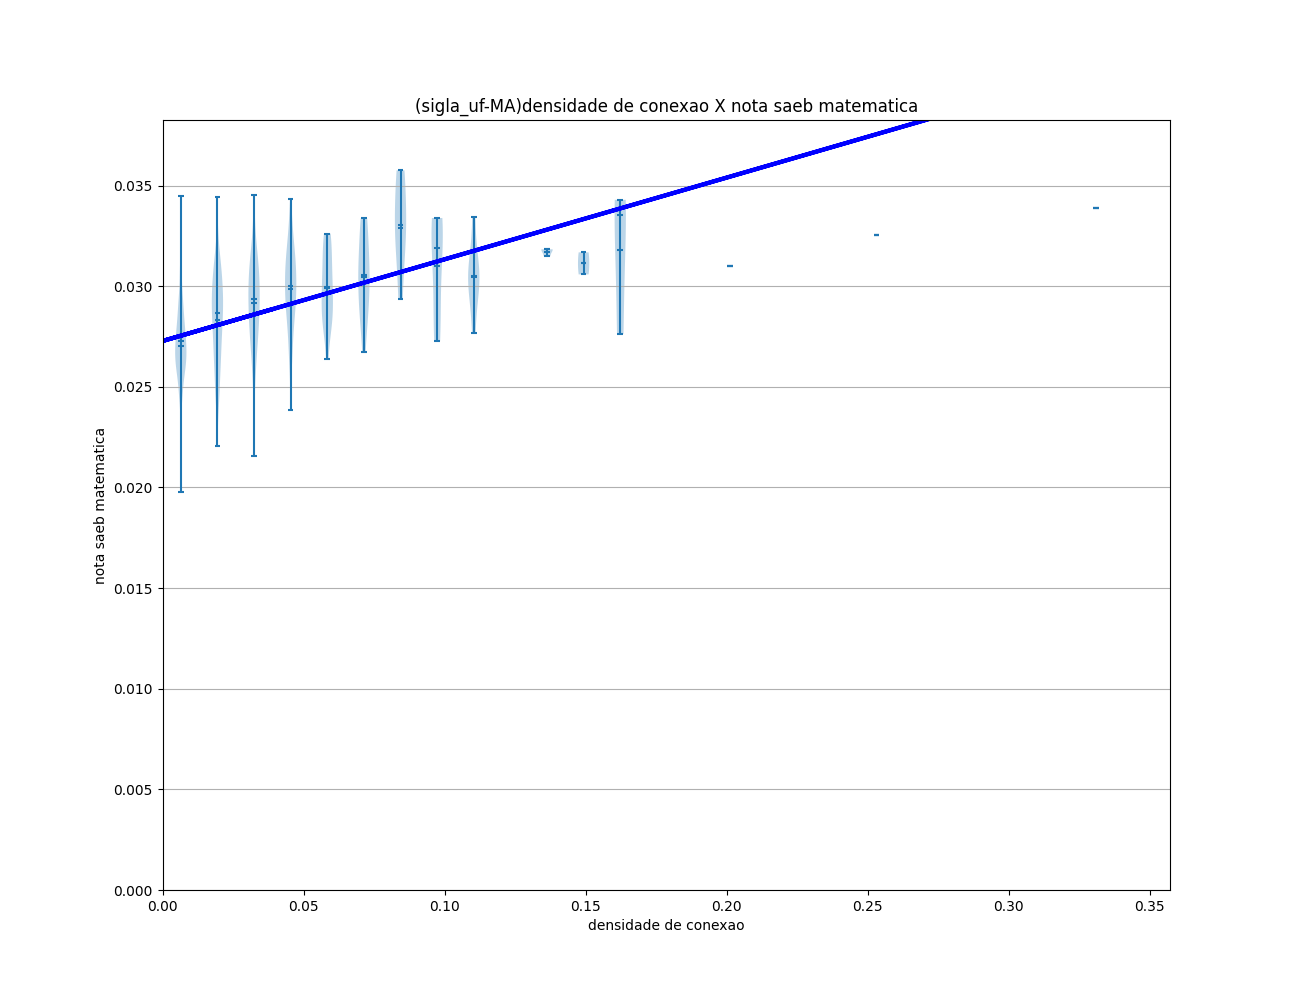 (sigla_uf-MA)densidade de conexao X nota saeb matematica
0.035
0.030
0.025
0.020
0.015
0.010
0.005
0.000
nota saeb matematica
0.00 0.05 0.10 0.15 0.20 0.25 0.30 0.35
densidade de conexao